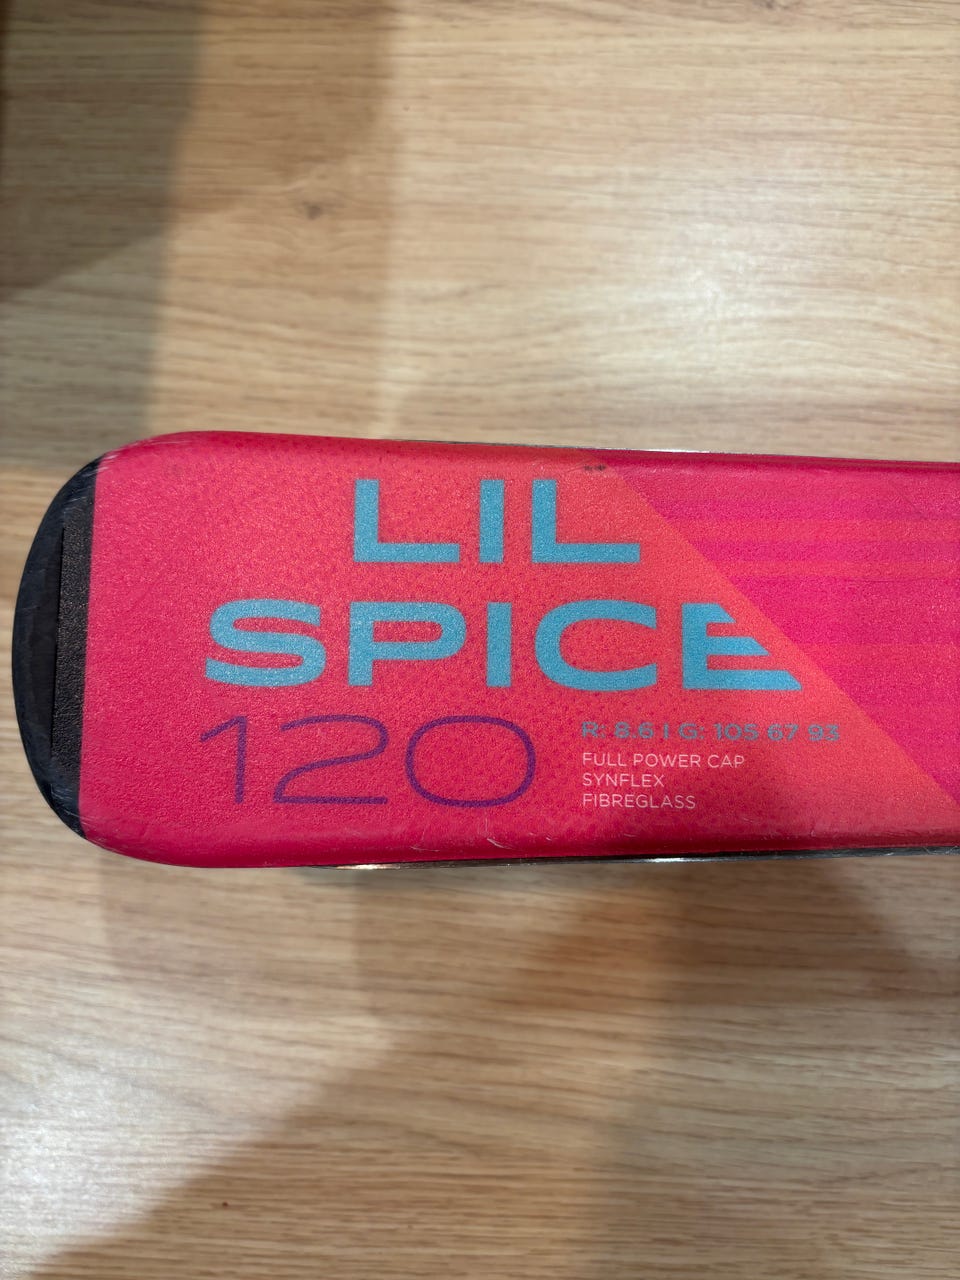 LIL
SPICE
120
R: 8.6 | G: 105 67 93
FULL POWER CAP
SYNFLEX
FIBREGLASS